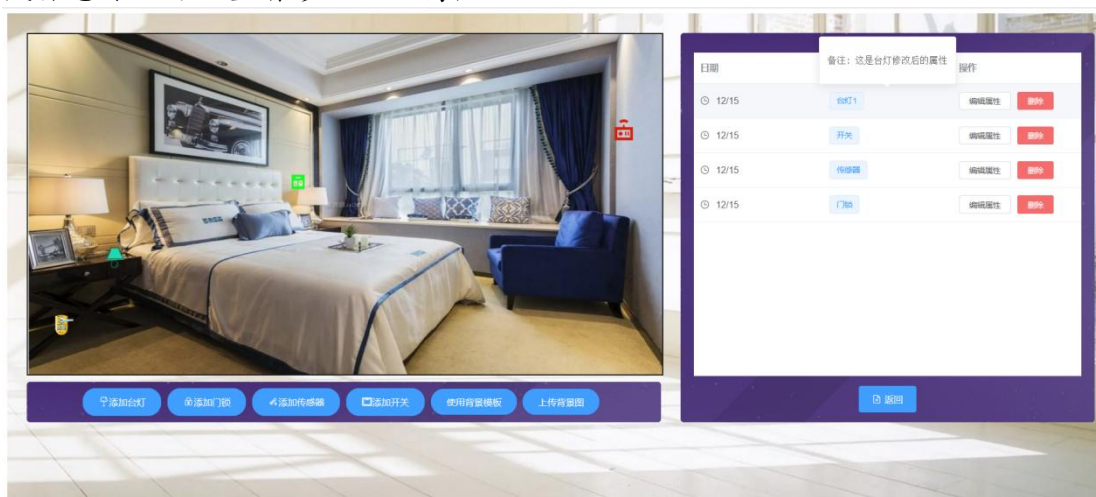 备注：这是台灯修改后的属性
日期 操作
12/15 台灯1 编辑属性 删除
12/15 开关 编辑属性 删除
12/15 传感器 编辑属性 删除
12/15 门锁 编辑属性 删除
添加台灯 添加门锁 添加传感器 添加开关 使用背景模板 上传背景图
返回